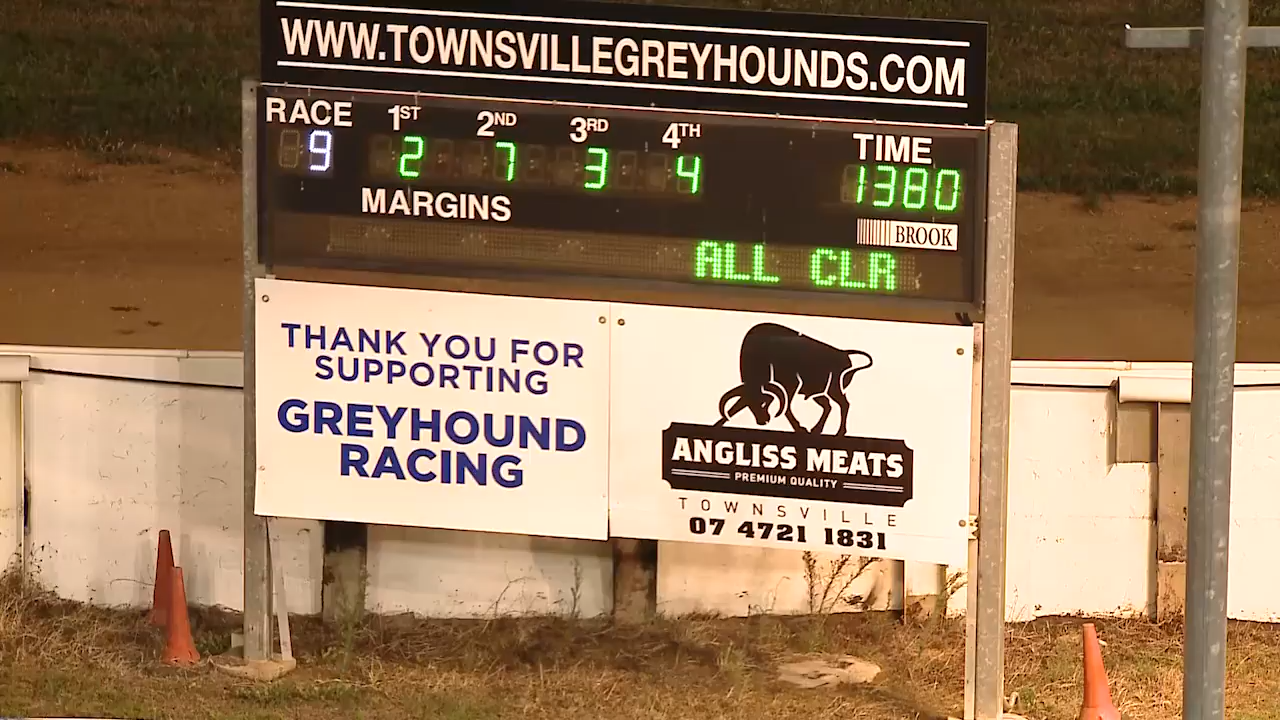 WWW.TOWNSVILLEGREYHOUNDS.COM
RACE 1ST 2ND 3RD 4TH TIME
9 2 7 3 4 1380
MARGINS
BROOK
ALL CLR
THANK YOU FOR
SUPPORTING
GREYHOUND
RACING
ANGLISS MEATS
PREMIUM QUALITY
TOWNSVILLE
07 4721 1831